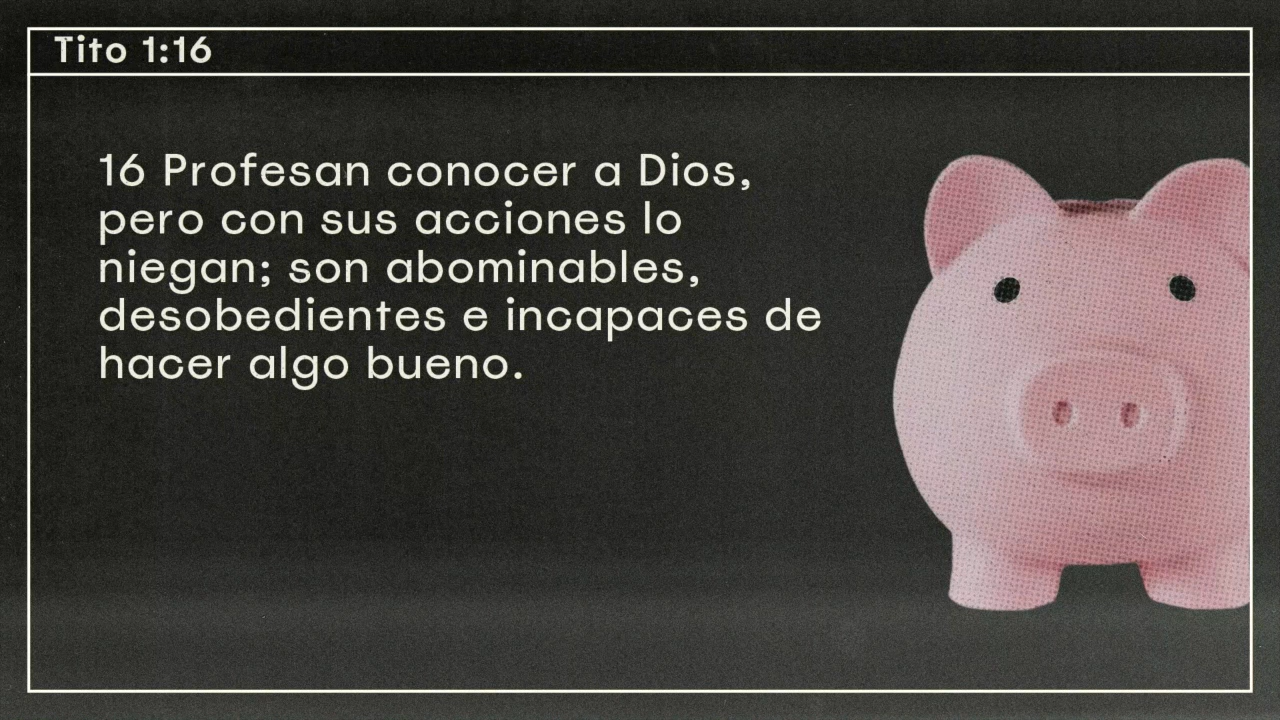 Tito 1:16
16 Profesan conocer a Dios,
pero con sus acciones lo
niegan; son abominables,
desobedientes e incapaces de
hacer algo bueno.